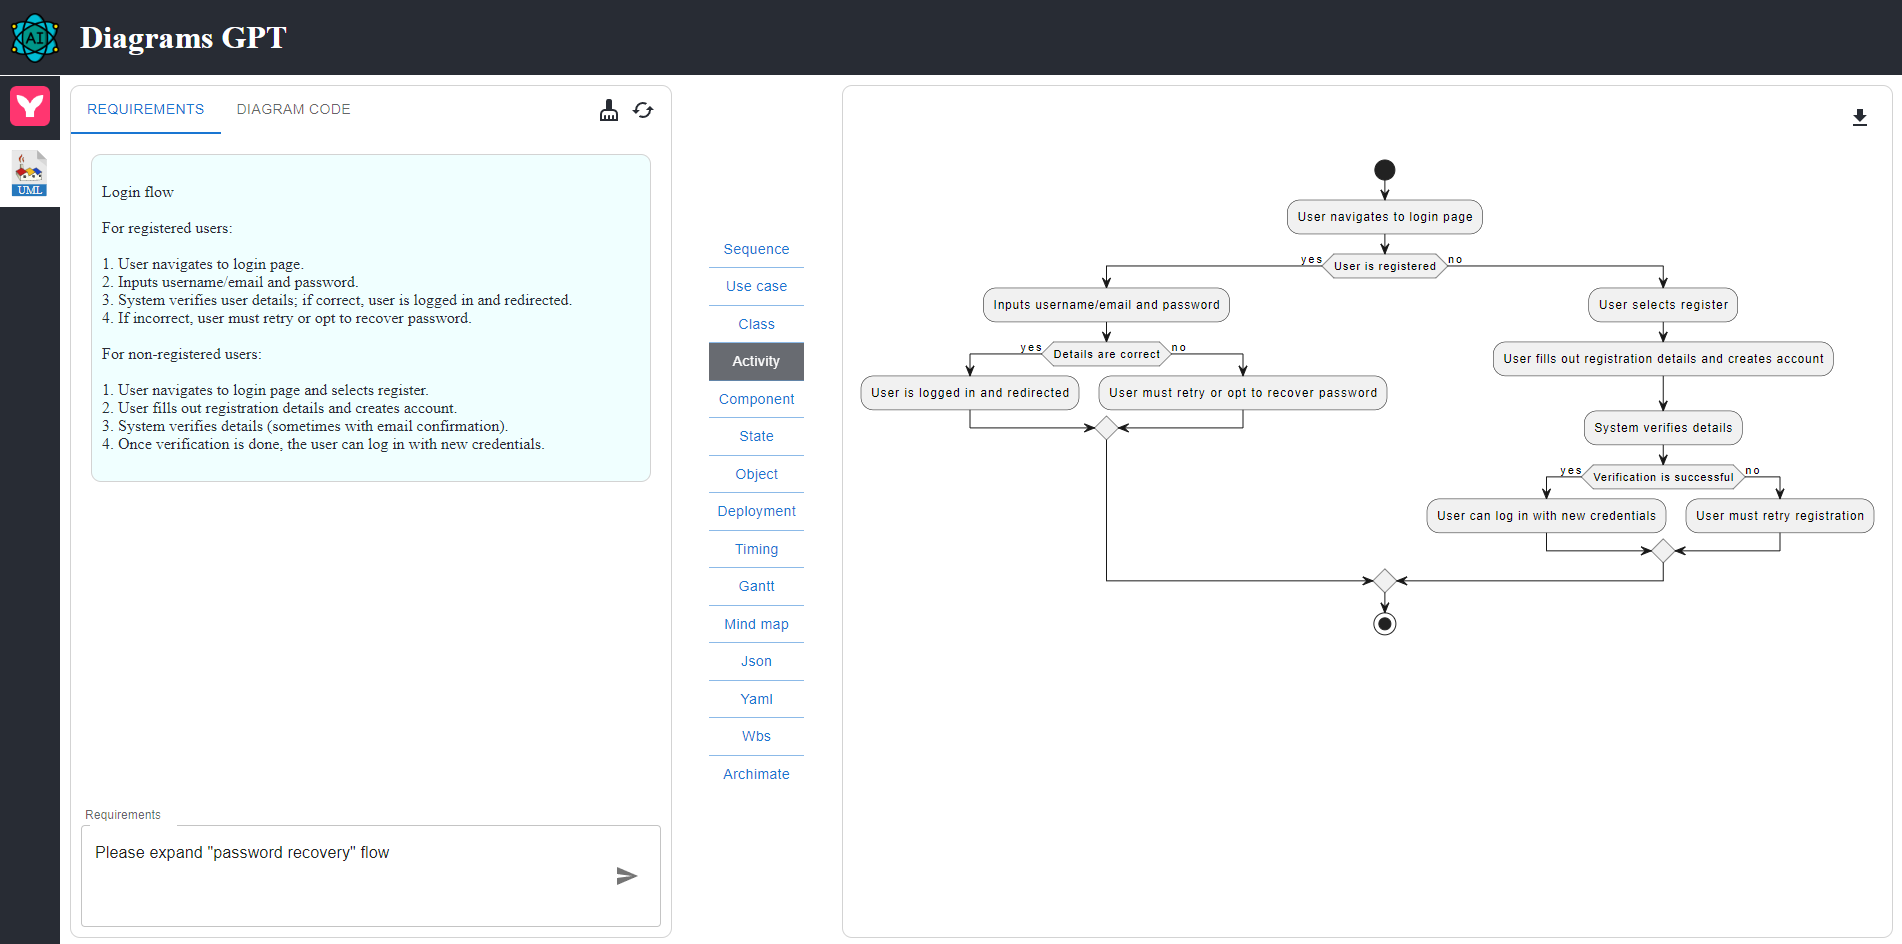 AI
Diagrams GPT
UML
REQUIREMENTS
DIAGRAM CODE
Login flow
For registered users:
1. User navigates to login page.
2. Inputs username/email and password.
3. System verifies user details; if correct, user is logged in and redirected.
4. If incorrect, user must retry or opt to recover password.
For non-registered users:
1. User navigates to login page and selects register.
2. User fills out registration details and creates account.
3. System verifies details (sometimes with email confirmation).
4. Once verification is done, the user can log in with new credentials.
Requirements
Please expand "password recovery" flow
Sequence
Use case
Class
Activity
Component
State
Object
Deployment
Timing
Gantt
Mind map
Json
Yaml
Wbs
Archimate
User navigates to login page
yes
User is registered
no
Inputs username/email and password
User selects register
yes
Details are correct
no
User fills out registration details and creates account
User is logged in and redirected
User must retry or opt to recover password
System verifies details
yes
Verification is successful
no
User can log in with new credentials
User must retry registration